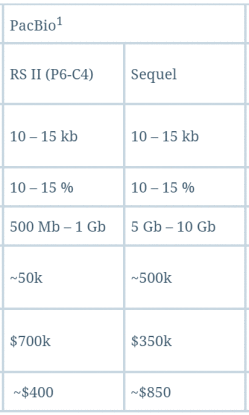 PacBio1
RS II (P6-C4) Sequel
10 – 15 kb 10 – 15 kb
10 – 15 % 10 – 15 %
500 Mb – 1 Gb 5 Gb – 10 Gb
~50k ~500k
$700k $350k
~$400 ~$850